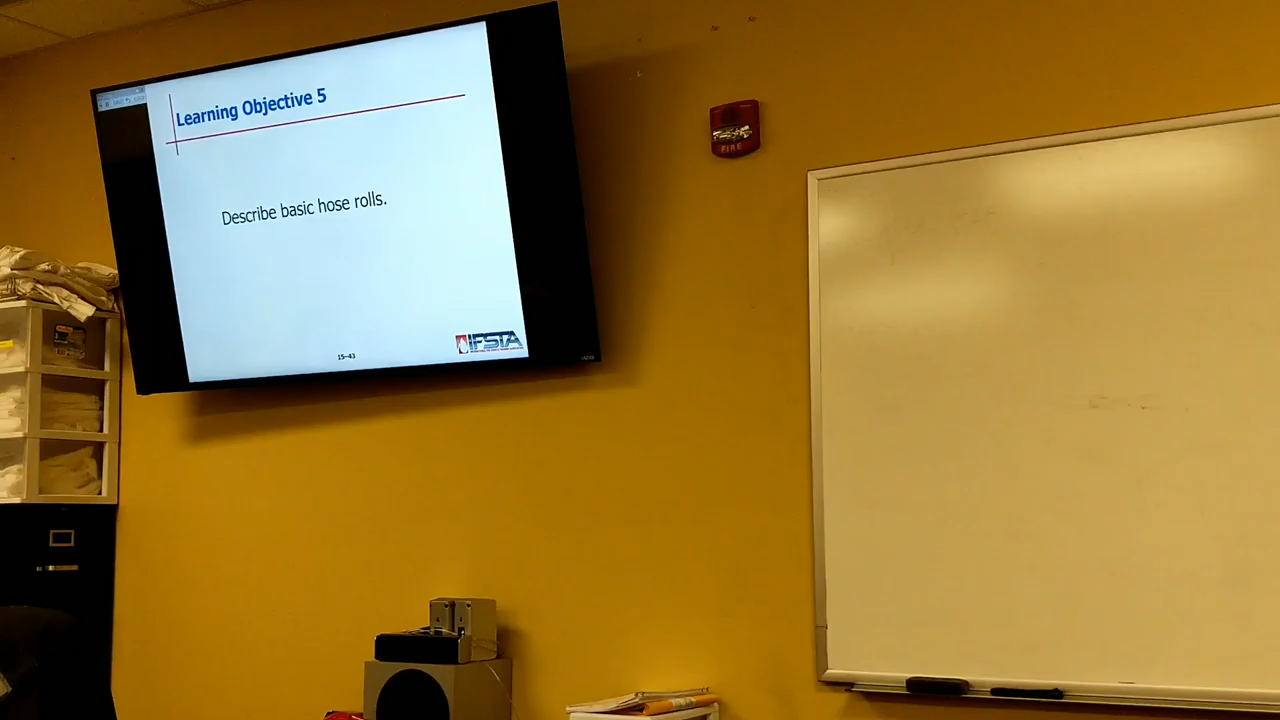 Learning Objective 5
Describe basic hose rolls.
IFSTA
15–43
FIRE